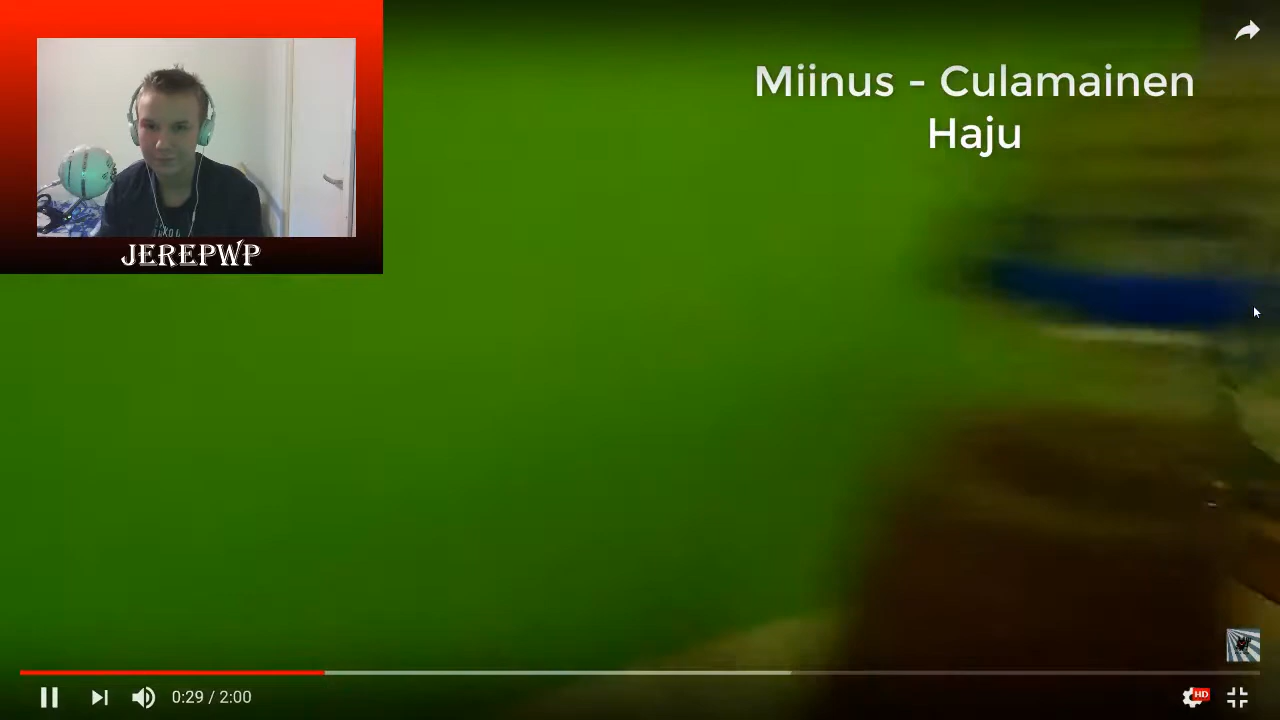 Miinus - Culamainen
Haju
JEREPWP
0:29 / 2:00
HD